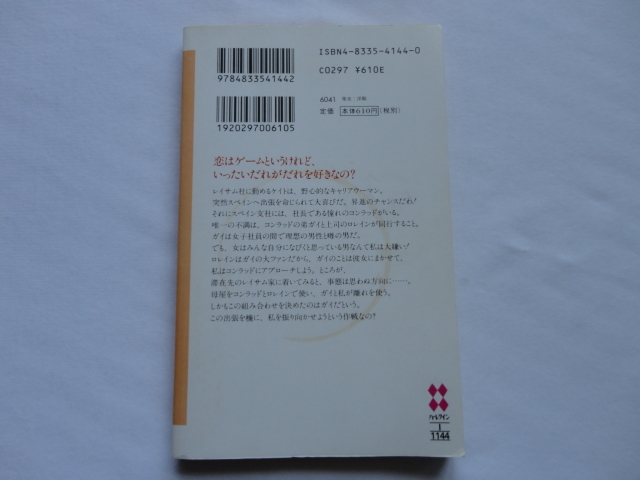 ISBN4-8335-4144-0
C0297 ¥610E
9784833541442
6041
定価 本体610円(税別)
1920297006105
恋はゲームというけれど、
いったいだれがだれを好きなの?
レイサム社に勤めるケイトは、野心的なキャリアウーマン。
突然スペインへ出張を命じられて大喜びだ。昇進のチャンスだわ!
それにスペイン支社には、社長である憧れのコンラッドがいる。
唯一の不満は、コンラッドの弟ガイと上司のロレインが同行すること。
ガイは女子社員の間で理想の男性と噂の男だ。
でも、女はみんな自分になびくと思っている男なんて私は大嫌い!
ロレインはガイの大ファンだから、ガイのことは彼女にまかせて、
私はコンラッドにアプローチしよう。ところが、
滞在先のレイサム家に着いてみると、事態は思わぬ方向に……。
母屋をコンラッドとロレインで使い、ガイと私が離れを使う。
しかもこの組み合わせを決めたのはガイだという。
この出張を機に、私を振り向かせようという作戦なの?
ハーレクイン
I
1144